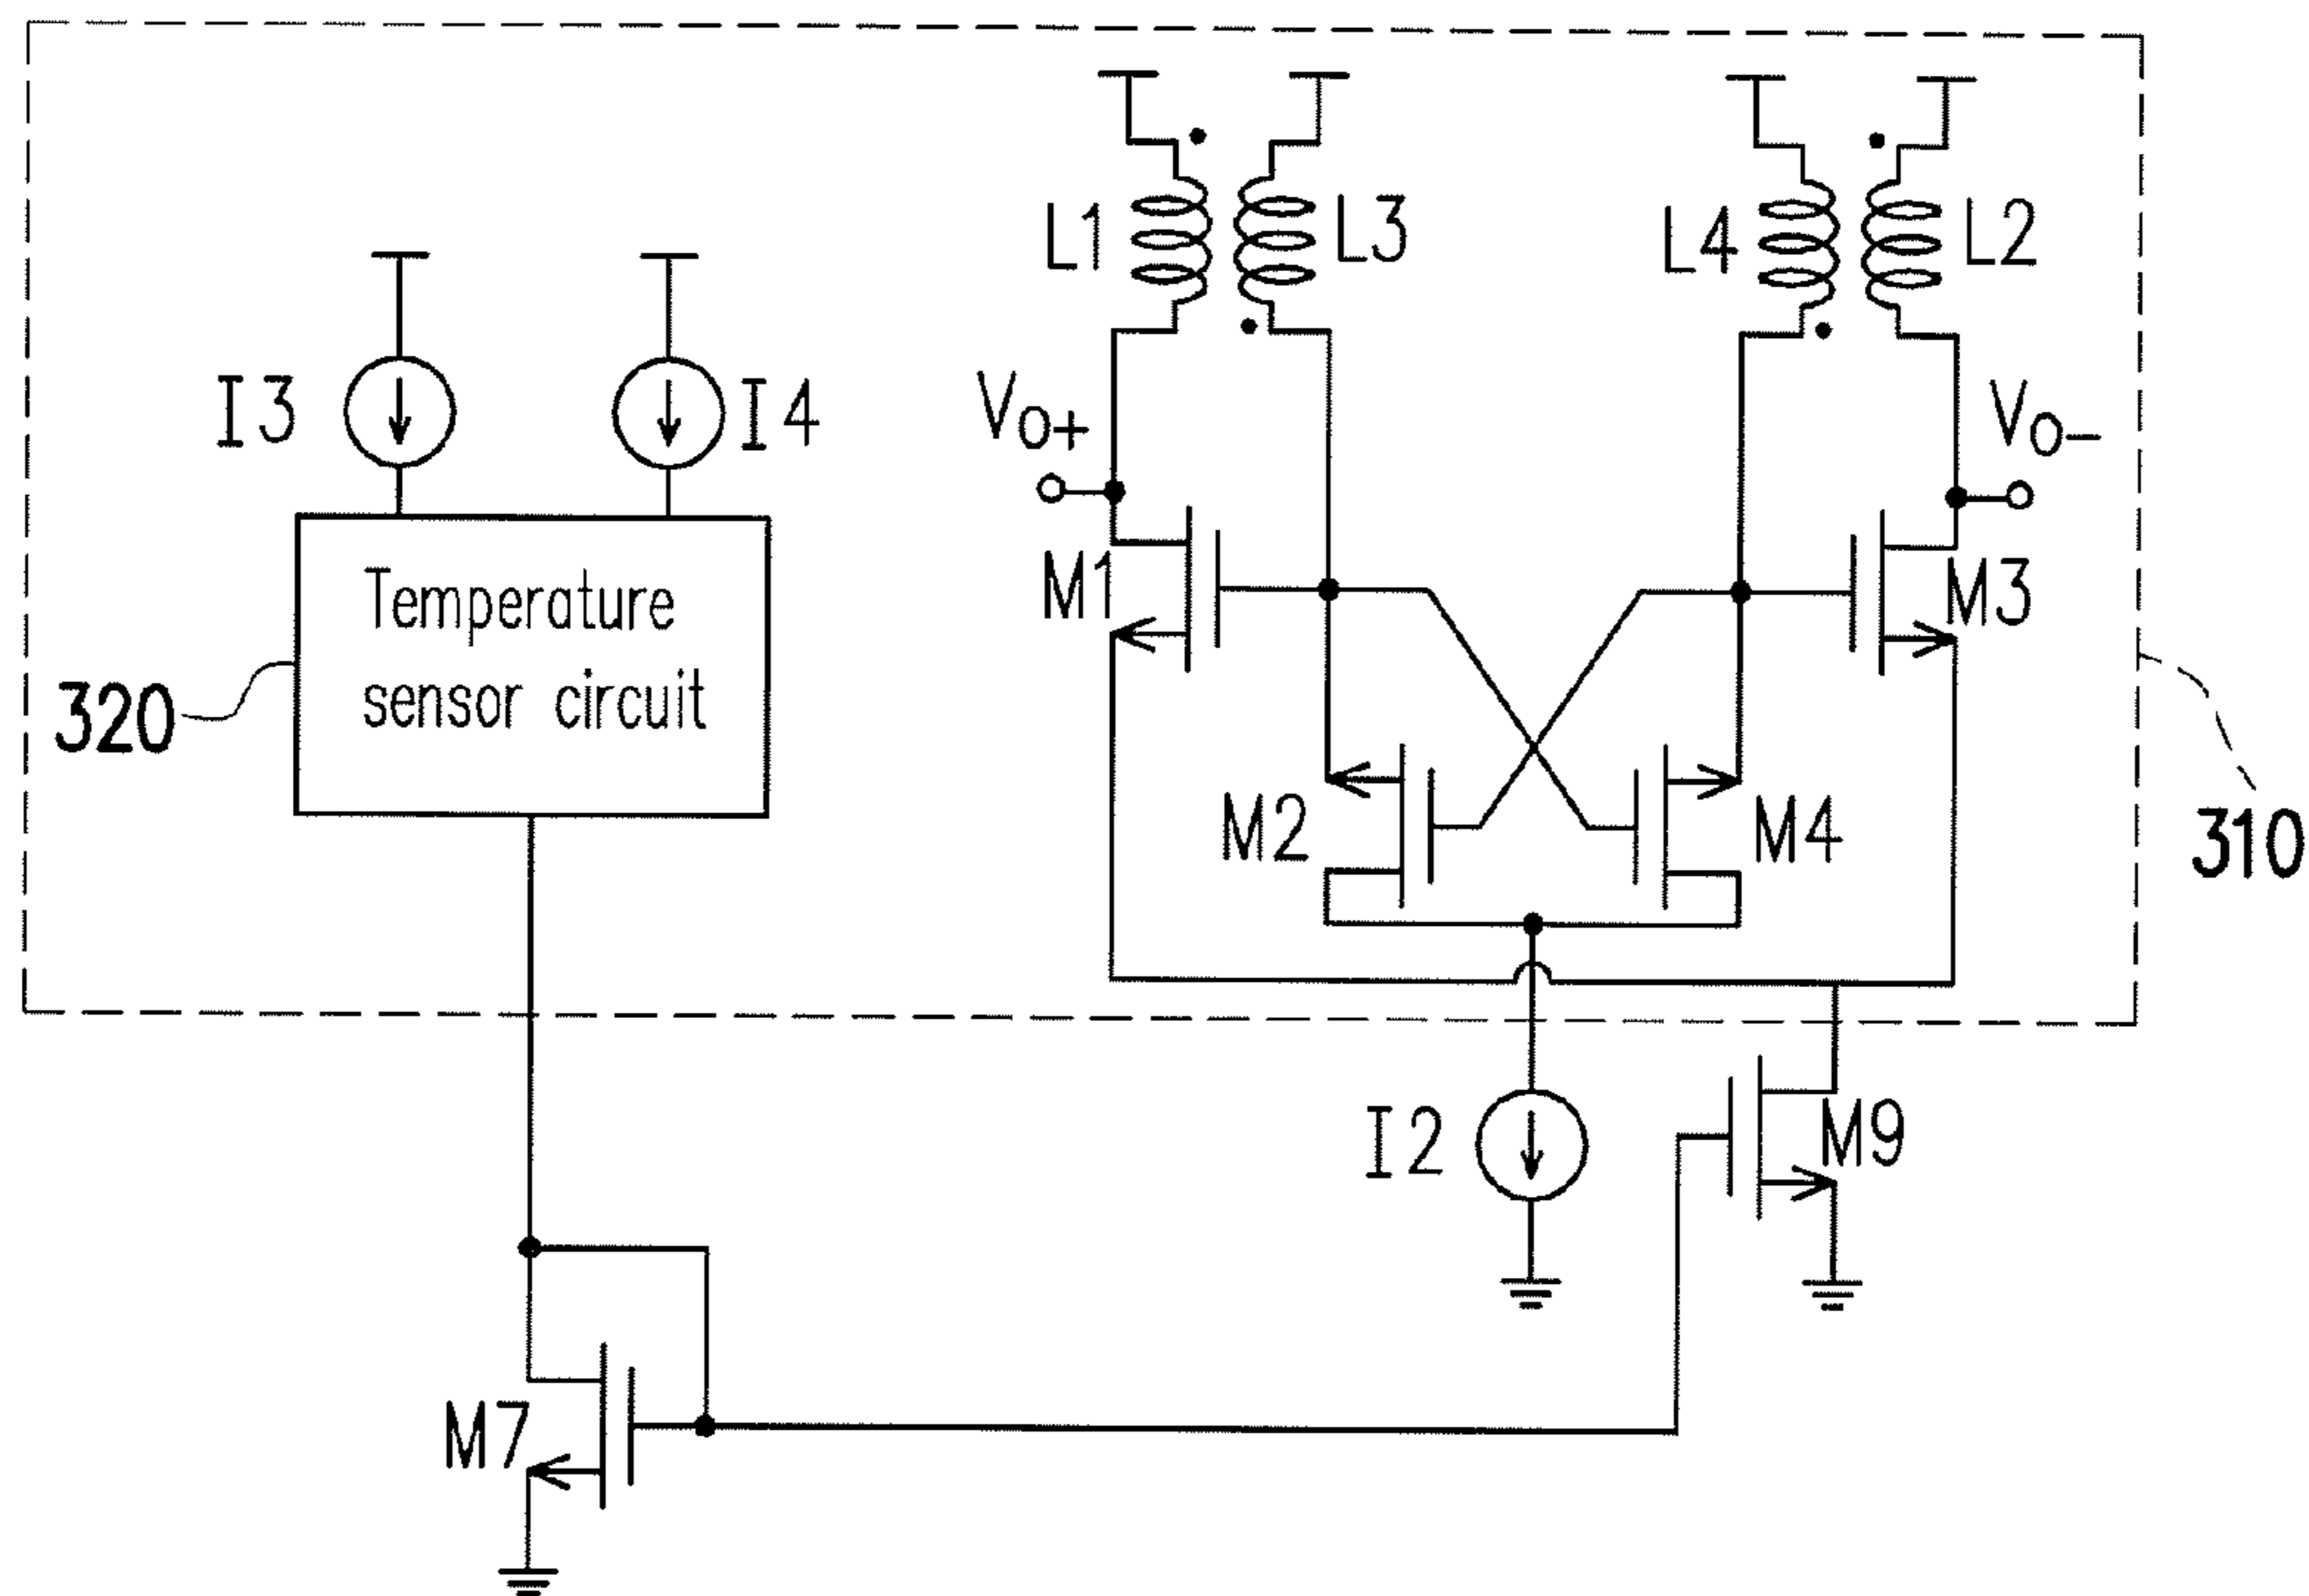 L1
L3
L4
L2
I3
I4
VO+
VO-
M1
M3
Temperature
sensor circuit
320
M2
M4
310
I2
M9
M7